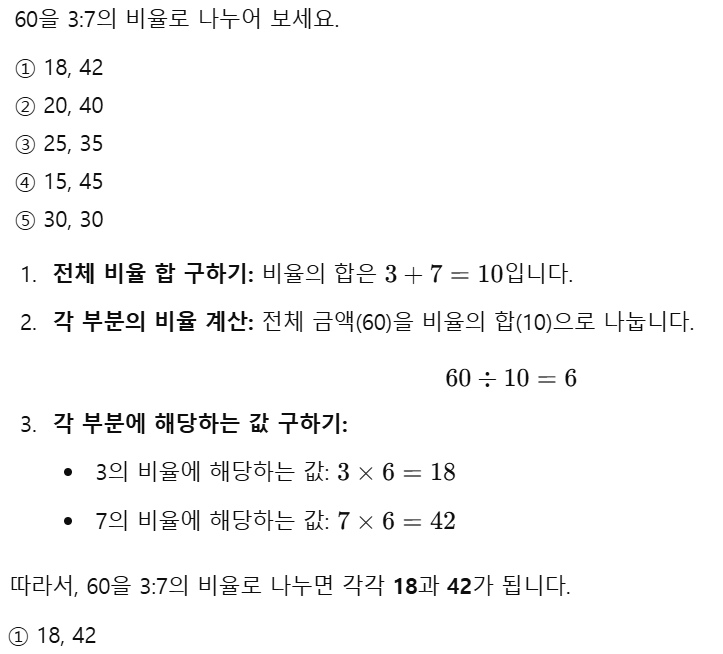 60을 3:7의 비율로 나누어 보세요.
① 18, 42
② 20, 40
③ 25, 35
④ 15, 45
⑤ 30, 30
1. 전체 비율 합 구하기: 비율의 합은 3 + 7 = 10입니다.
2. 각 부분의 비율 계산: 전체 금액(60)을 비율의 합(10)으로 나눕니다.
60 ÷ 10 = 6
3. 각 부분에 해당하는 값 구하기:
• 3의 비율에 해당하는 값: 3 × 6 = 18
• 7의 비율에 해당하는 값: 7 × 6 = 42
따라서, 60을 3:7의 비율로 나누면 각각 18과 42가 됩니다.
① 18, 42